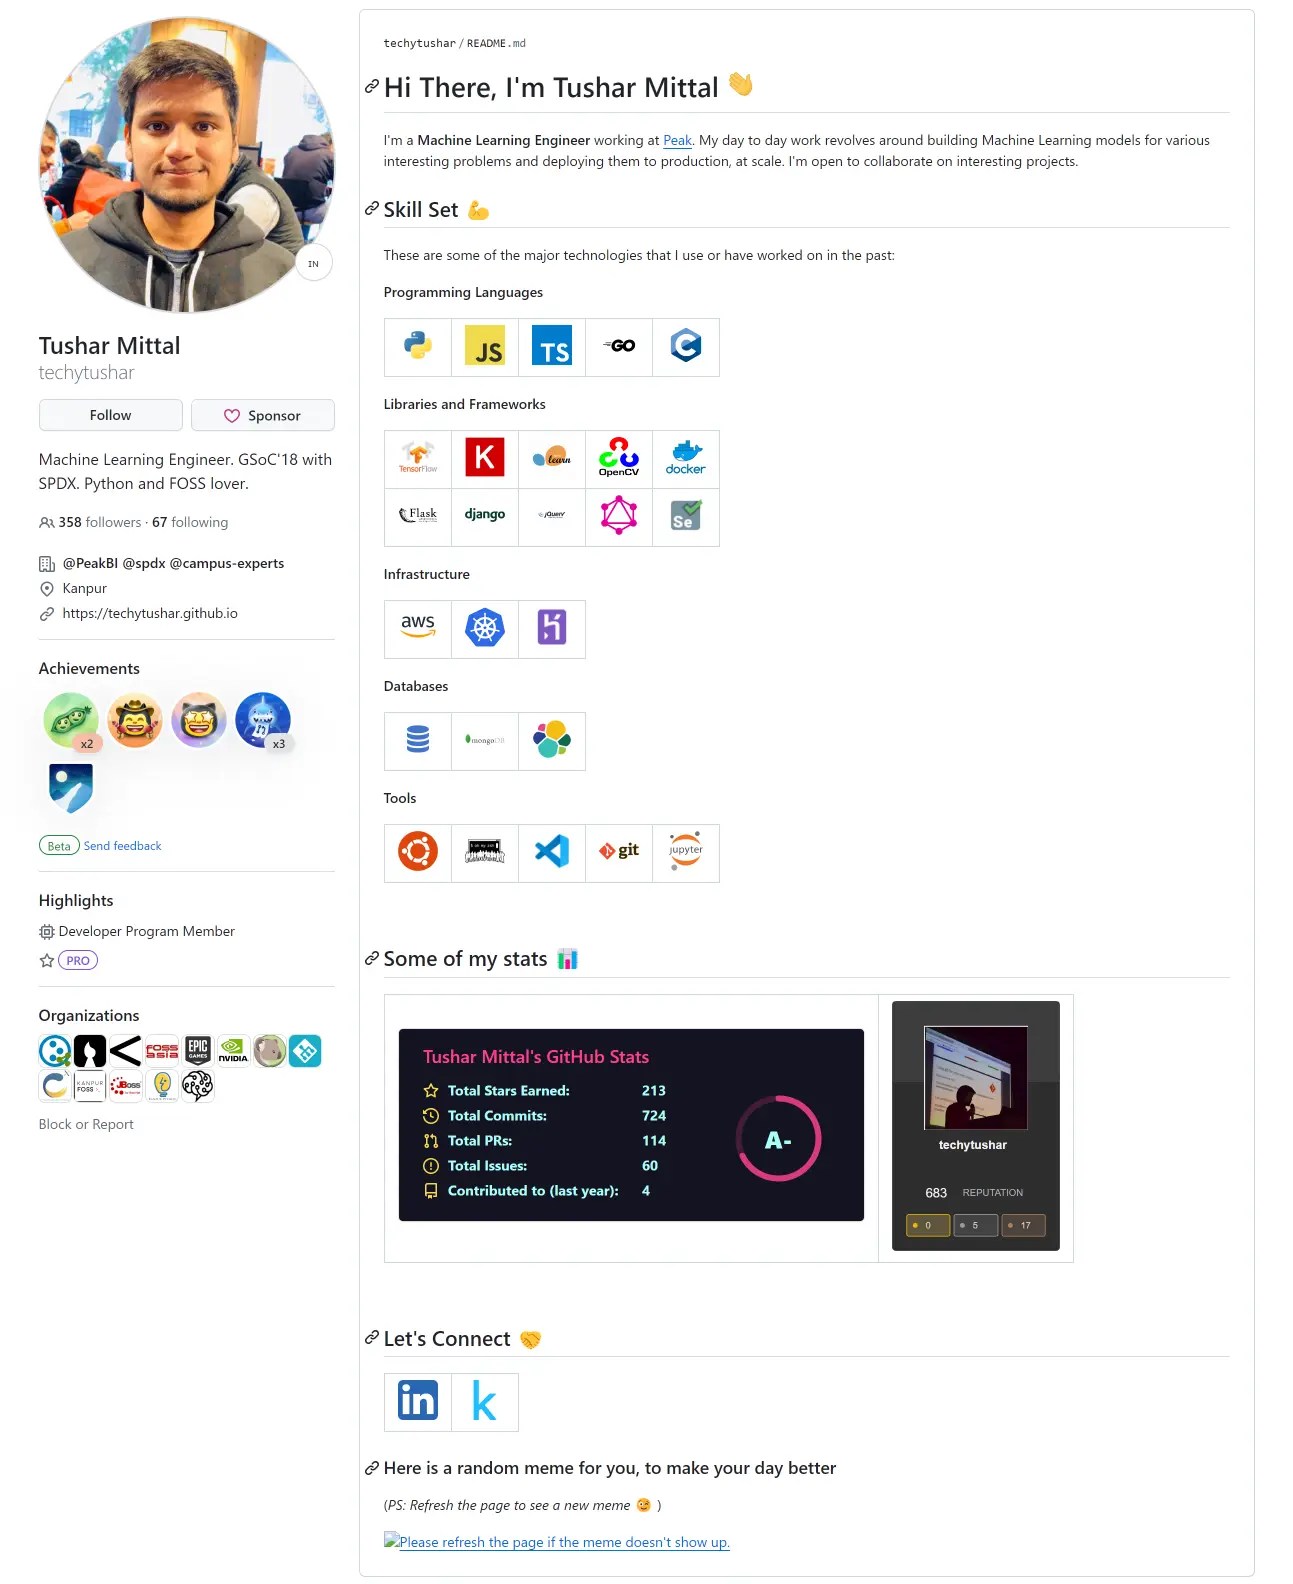 IN
Tushar Mittal
techytushar
Follow
Sponsor
Machine Learning Engineer. GSoC'18 with
SPDX. Python and FOSS lover.
358 followers · 67 following
@PeakBI @spdx @campus-experts
Kanpur
https://techytushar.github.io
Achievements
x2
x3
Beta Send feedback
Highlights
Developer Program Member
PRO
Organizations
FOSS
ASIA
EPIC
GAMES
NVIDIA
KANPUR
FOSS
JBoss
Block or Report
techytushar / README.md
Hi There, I'm Tushar Mittal 👋
I'm a Machine Learning Engineer working at Peak. My day to day work revolves around building Machine Learning models for various
interesting problems and deploying them to production, at scale. I'm open to collaborate on interesting projects.
Skill Set 💪
These are some of the major technologies that I use or have worked on in the past:
Programming Languages
JS TS GO C
Libraries and Frameworks
TensorFlow K learn OpenCV docker
Flask django jQuery Se
Infrastructure
aws
Databases
mongoDB
Tools
git jupyter
Some of my stats 📊
Tushar Mittal's GitHub Stats
Total Stars Earned: 213
Total Commits: 724
Total PRs: 114
Total Issues: 60
Contributed to (last year): 4
A-
techytushar
683 REPUTATION
0 5 17
Let's Connect 🤝
in k
Here is a random meme for you, to make your day better
(PS: Refresh the page to see a new meme 😉 )
Please refresh the page if the meme doesn't show up.